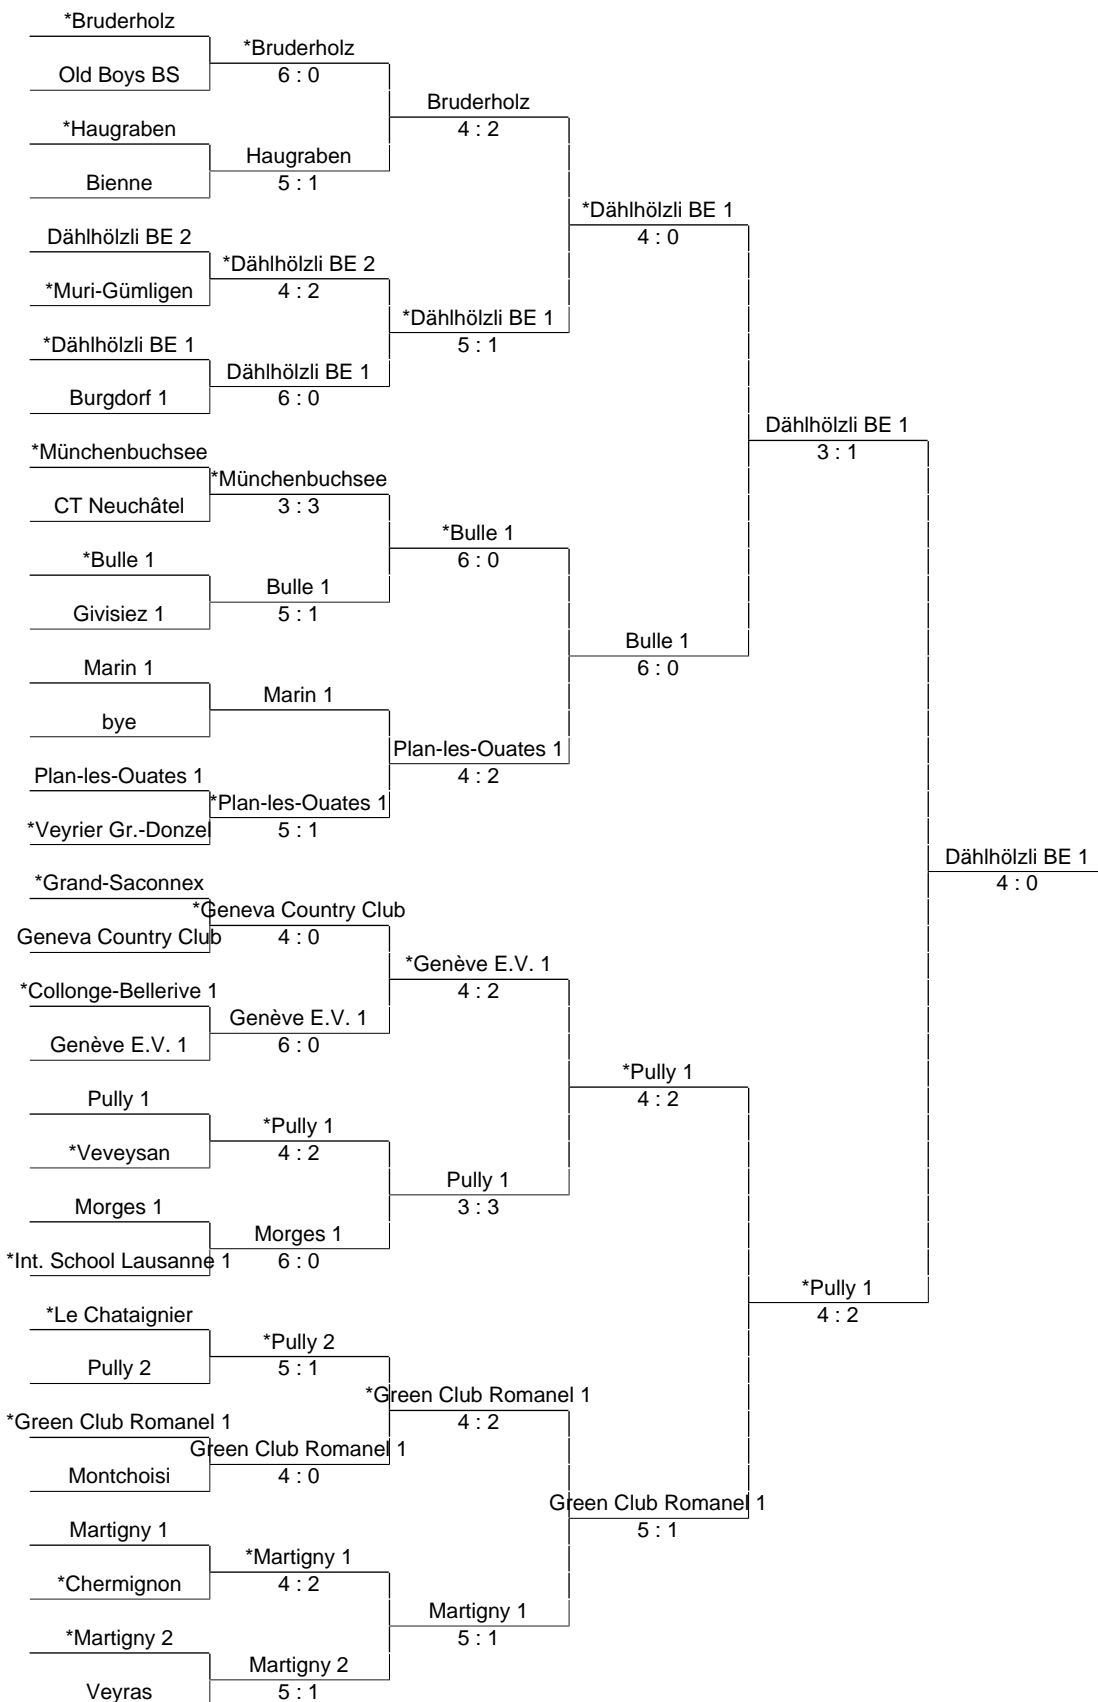 *Bruderholz
*Bruderholz
Old Boys BS
6 : 0
Bruderholz
*Haugraben
4 : 2
Haugraben
Bienne
5 : 1
*Dählhölzli BE 1
Dählhölzli BE 2
4 : 0
*Dählhölzli BE 2
*Muri-Gümligen
4 : 2
*Dählhölzli BE 1
*Dählhölzli BE 1
5 : 1
Dählhölzli BE 1
Burgdorf 1
6 : 0
Dählhölzli BE 1
*Münchenbuchsee
3 : 1
*Münchenbuchsee
CT Neuchâtel
3 : 3
*Bulle 1
*Bulle 1
6 : 0
Bulle 1
Givisiez 1
5 : 1
Bulle 1
Marin 1
6 : 0
Marin 1
bye
Plan-les-Ouates 1
Plan-les-Ouates 1
4 : 2
*Plan-les-Ouates 1
*Veyrier Gr.-Donzel
5 : 1
Dählhölzli BE 1
*Grand-Saconnex
4 : 0
*Geneva Country Club
Geneva Country Club
4 : 0
*Genève E.V. 1
*Collonge-Bellerive 1
4 : 2
Genève E.V. 1
Genève E.V. 1
6 : 0
*Pully 1
Pully 1
4 : 2
*Pully 1
*Veveysan
4 : 2
Pully 1
Morges 1
3 : 3
Morges 1
*Int. School Lausanne 1
6 : 0
*Pully 1
*Le Chataignier
4 : 2
*Pully 2
Pully 2
5 : 1
*Green Club Romanel 1
*Green Club Romanel 1
4 : 2
Green Club Romanel 1
Montchoisi
4 : 0
Green Club Romanel 1
Martigny 1
5 : 1
*Martigny 1
*Chermignon
4 : 2
Martigny 1
*Martigny 2
5 : 1
Martigny 2
Veyras
5 : 1